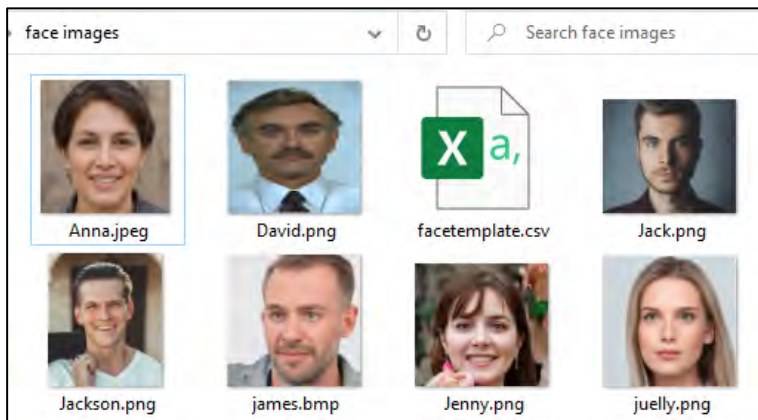 face images
Search face images
X a,
Anna.jpeg
David.png
facetemplate.csv
Jack.png
Jackson.png
james.bmp
Jenny.png
juelly.png